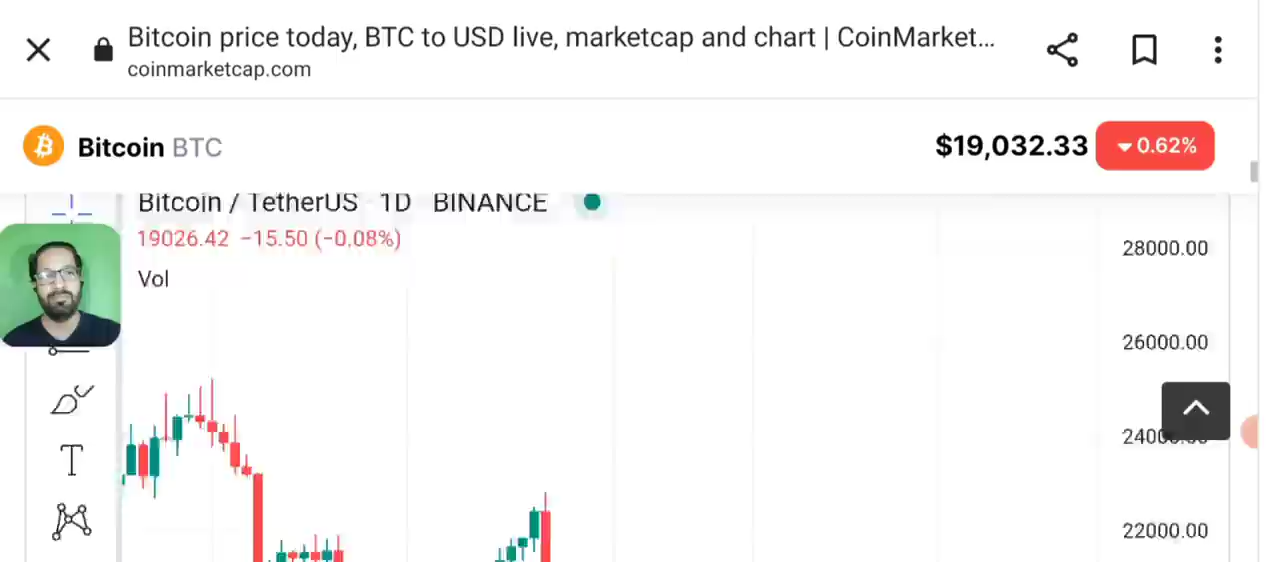 Bitcoin price today, BTC to USD live, marketcap and chart | CoinMarket...
coinmarketcap.com
Bitcoin BTC
$19,032.33
0.62%
Bitcoin / TetherUS 1D BINANCE
19026.42 −15.50 (−0.08%)
Vol
28000.00
26000.00
22000.00